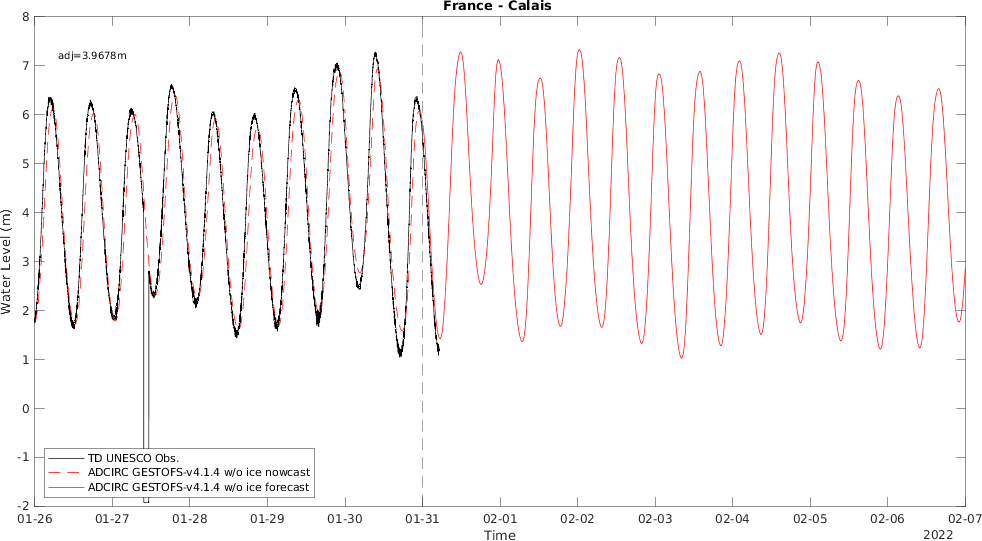 France - Calais
8
adj=3.9678m
7
6
5
4
3
2
1
0
-1
-2
Water Level (m)
TD UNESCO Obs.
ADCIRC GESTOFS-v4.1.4 w/o ice nowcast
ADCIRC GESTOFS-v4.1.4 w/o ice forecast
01-26 01-27 01-28 01-29 01-30 01-31 02-01 02-02 02-03 02-04 02-05 02-06 02-07
Time
2022